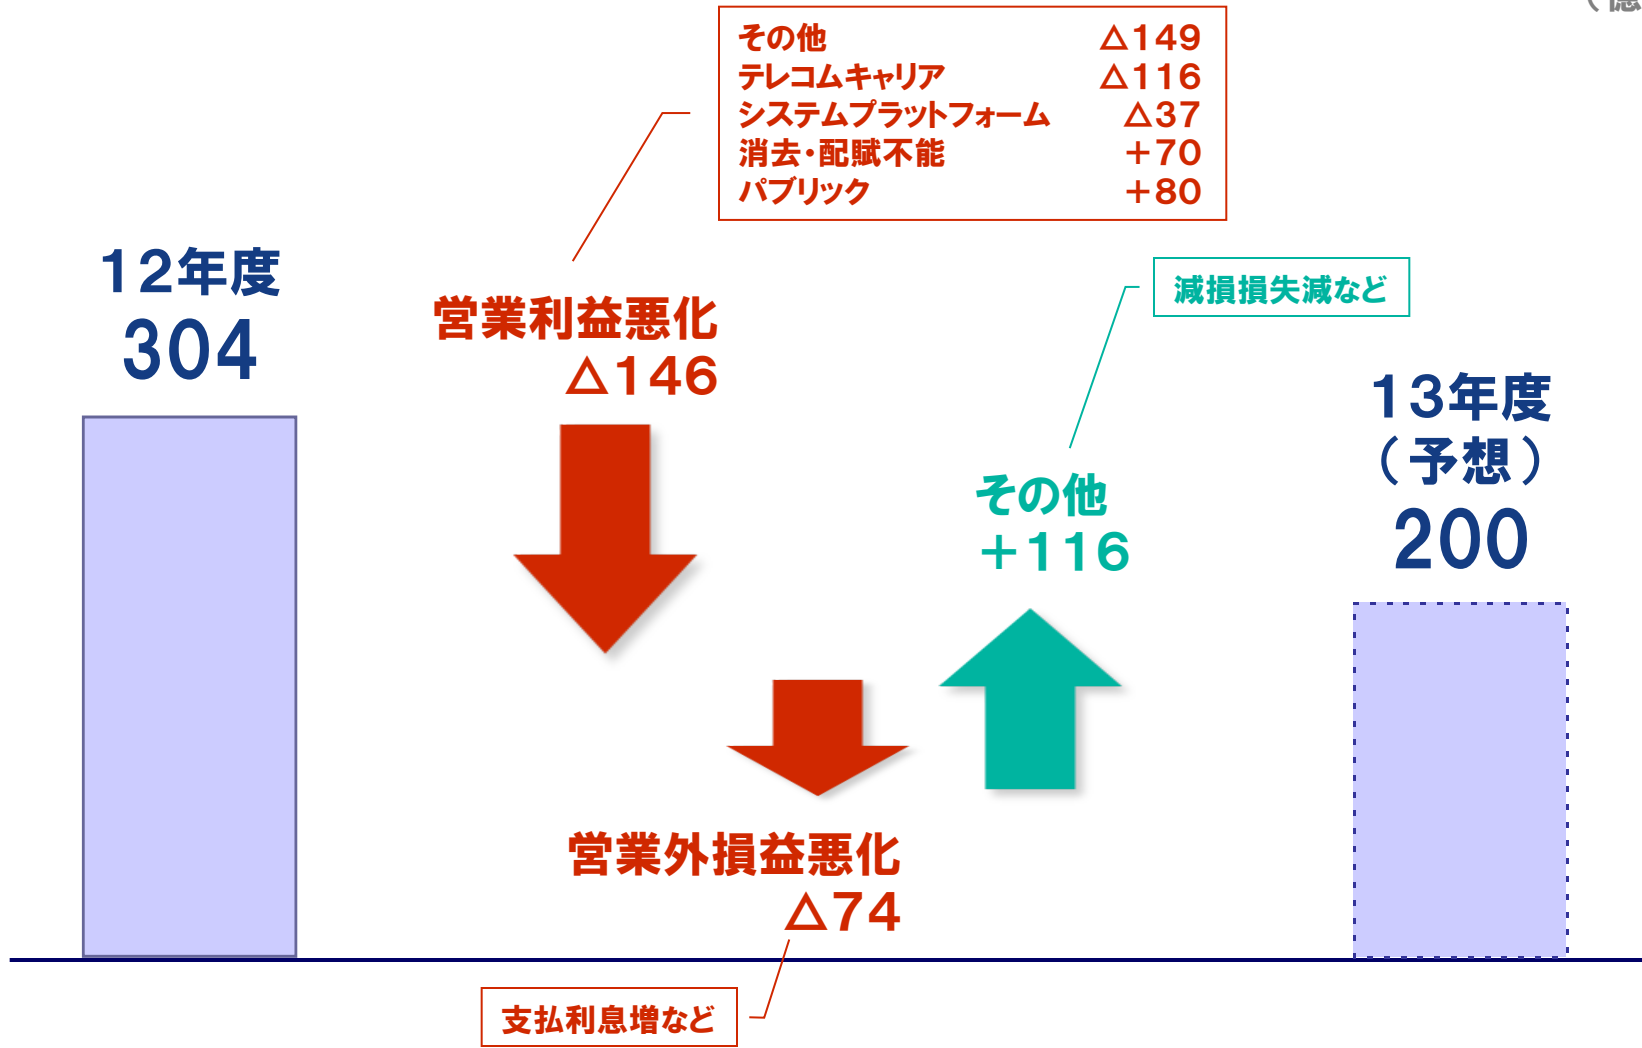 （億
その他 △149
テレコムキャリア △116
システムプラットフォーム △37
消去・配賦不能 ＋70
パブリック ＋80
12年度
304
営業利益悪化
△146
減損損失減など
その他
＋116
13年度
（予想）
200
営業外損益悪化
△74
支払利息増など